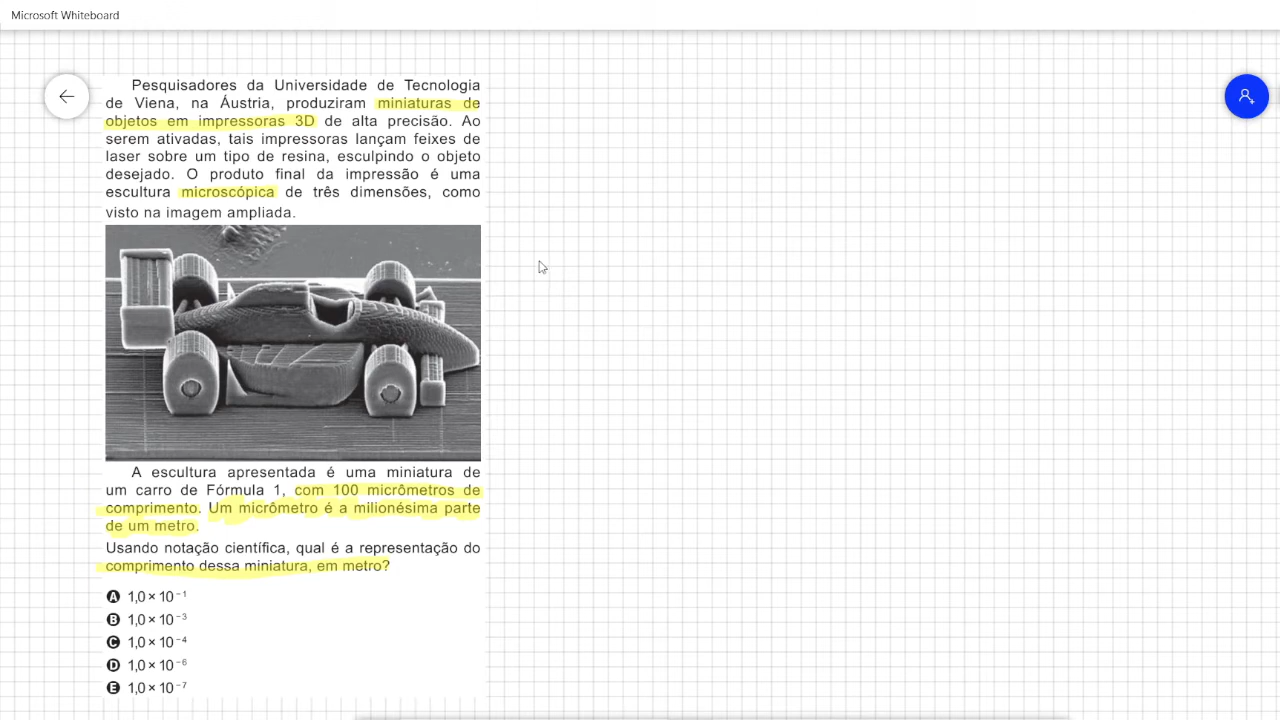 Microsoft Whiteboard
Pesquisadores da Universidade de Tecnologia
de Viena, na Áustria, produziram miniaturas de
objetos em impressoras 3D de alta precisão. Ao
serem ativadas, tais impressoras lançam feixes de
laser sobre um tipo de resina, esculpindo o objeto
desejado. O produto final da impressão é uma
escultura microscópica de três dimensões, como
visto na imagem ampliada.
A escultura apresentada é uma miniatura de
um carro de Fórmula 1, com 100 micrômetros de
comprimento. Um micrômetro é a milionésima parte
de um metro.
Usando notação científica, qual é a representação do
comprimento dessa miniatura, em metro?
A 1,0 × 10⁻¹
B 1,0 × 10⁻³
C 1,0 × 10⁻⁴
D 1,0 × 10⁻⁶
E 1,0 × 10⁻⁷